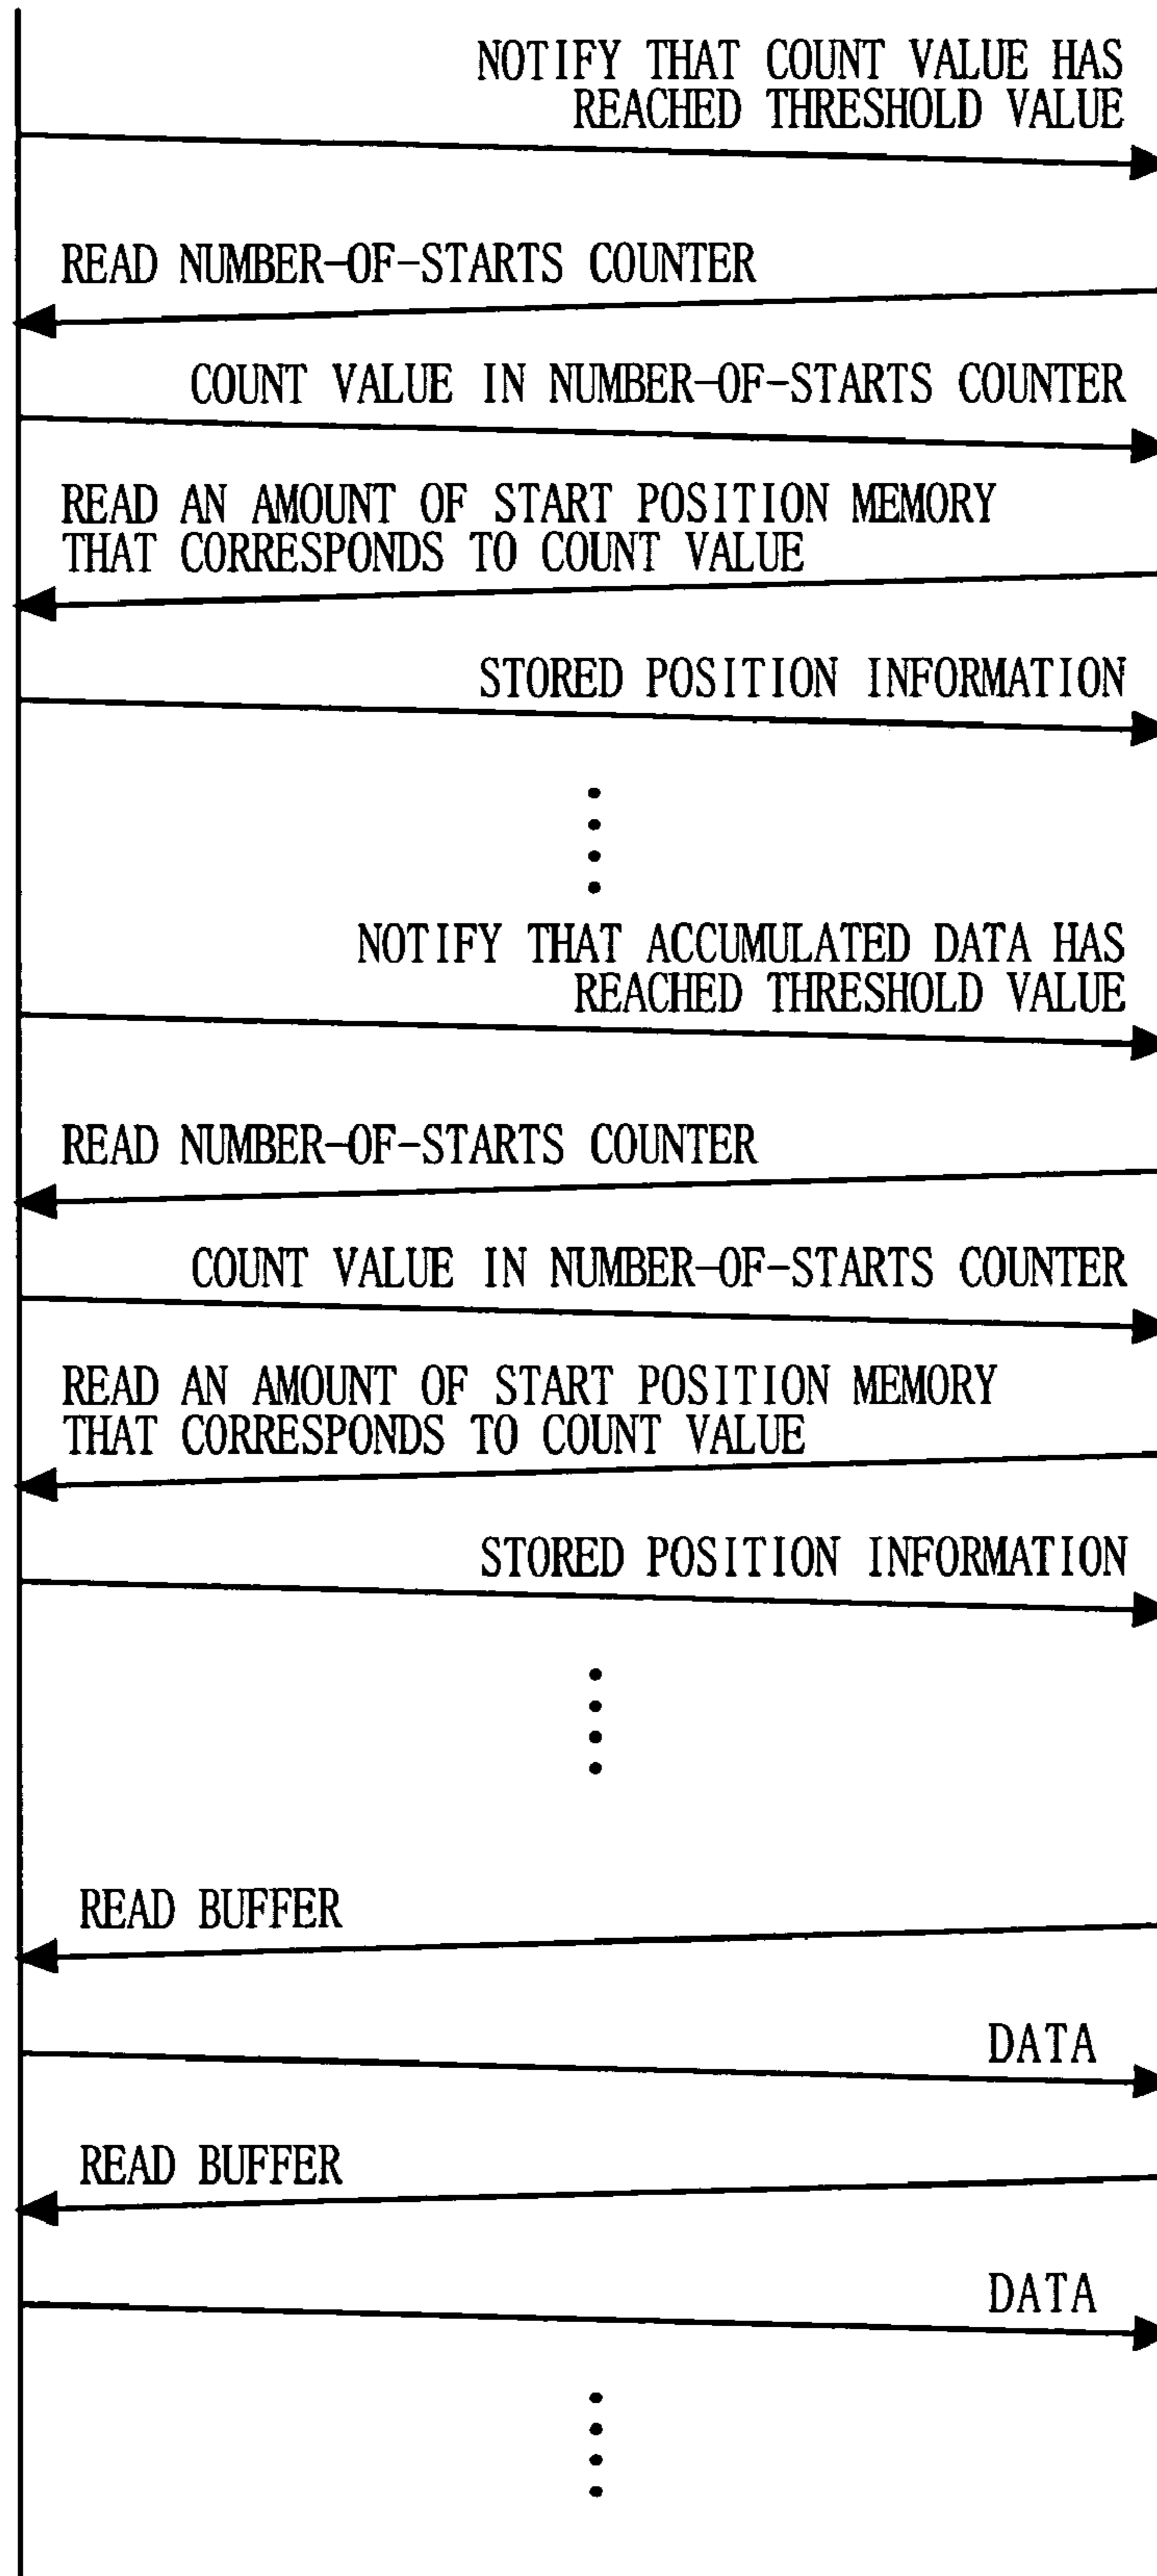 NOTIFY THAT COUNT VALUE HAS
REACHED THRESHOLD VALUE
READ NUMBER-OF-STARTS COUNTER
COUNT VALUE IN NUMBER-OF-STARTS COUNTER
READ AN AMOUNT OF START POSITION MEMORY
THAT CORRESPONDS TO COUNT VALUE
STORED POSITION INFORMATION
NOTIFY THAT ACCUMULATED DATA HAS
REACHED THRESHOLD VALUE
READ NUMBER-OF-STARTS COUNTER
COUNT VALUE IN NUMBER-OF-STARTS COUNTER
READ AN AMOUNT OF START POSITION MEMORY
THAT CORRESPONDS TO COUNT VALUE
STORED POSITION INFORMATION
READ BUFFER
DATA
READ BUFFER
DATA